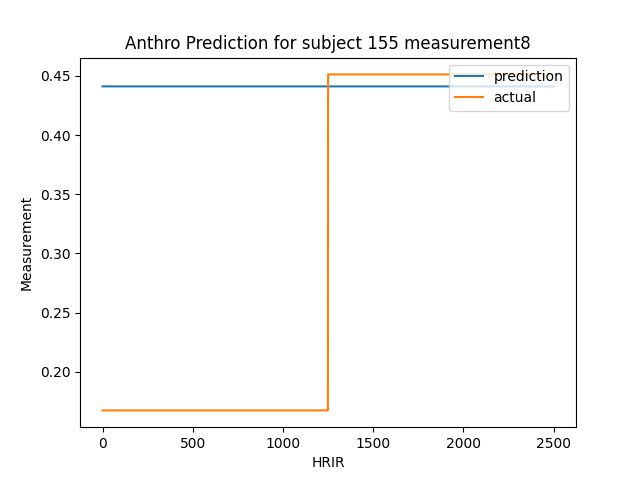 Anthro Prediction for subject 155 measurement8
prediction
actual
0.45
0.40
0.35
0.30
0.25
0.20
Measurement
0 500 1000 1500 2000 2500
HRIR